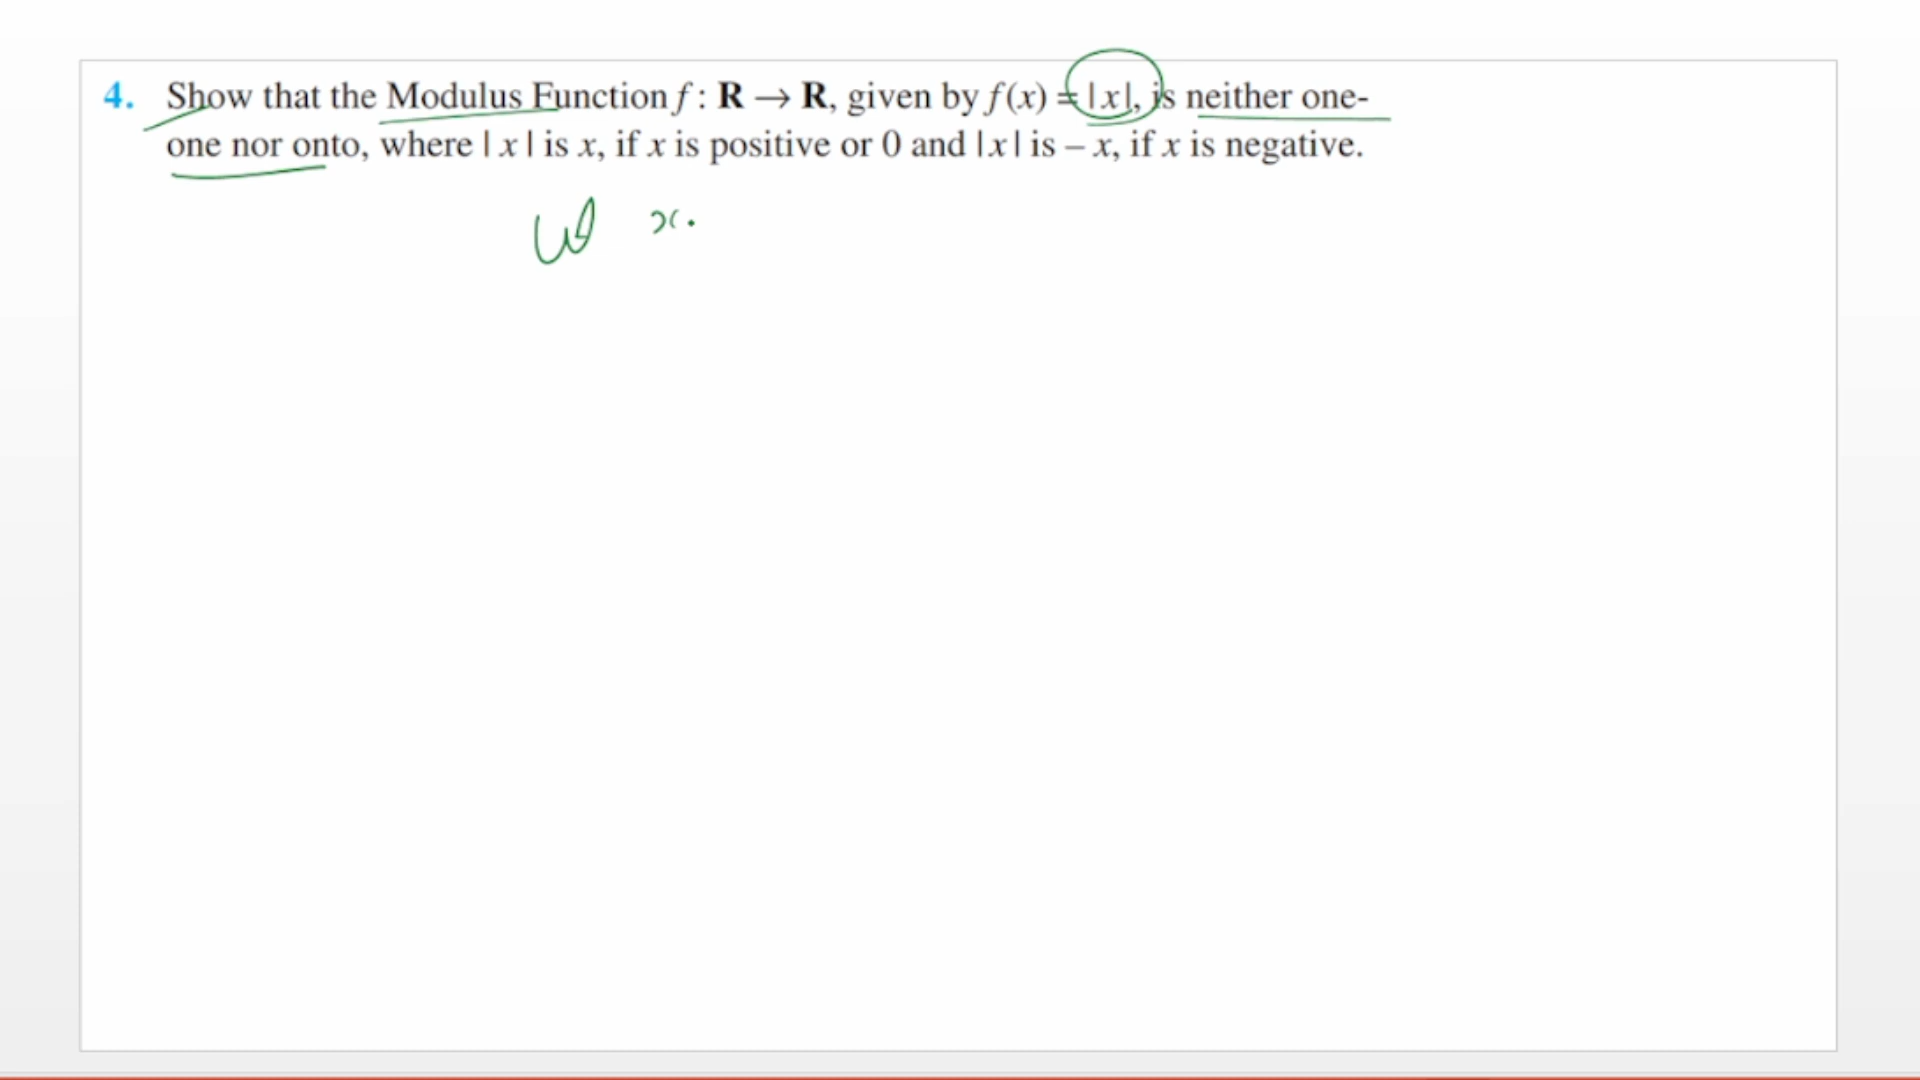 4. Show that the Modulus Function f : R → R, given by f(x) = |x|, is neither one-
one nor onto, where | x | is x, if x is positive or 0 and |x| is – x, if x is negative.
x.